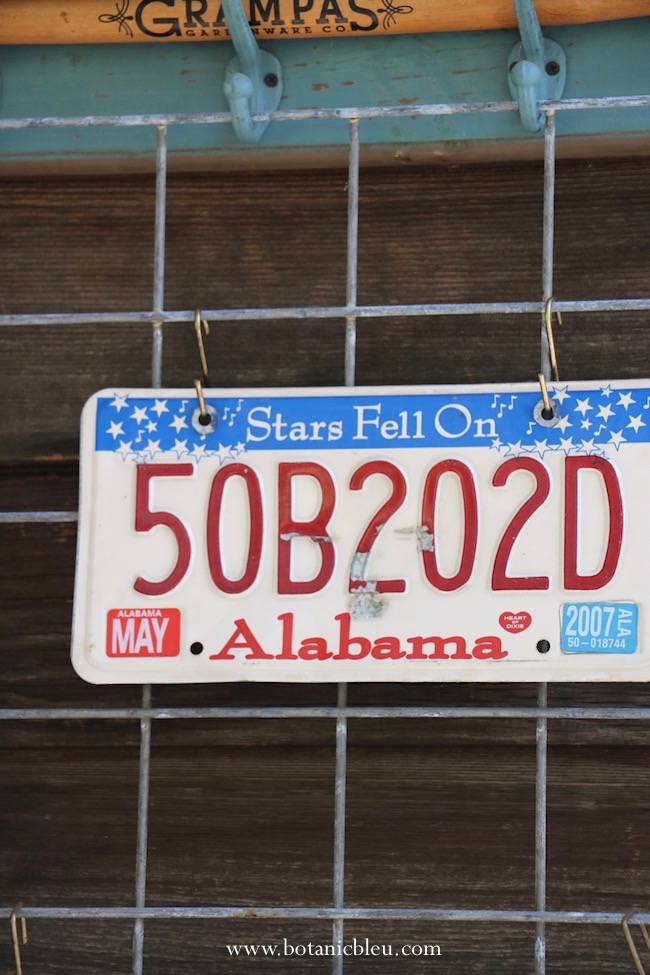 GRAMPAS
GARDENWARE CO.
Stars Fell On
50B202D
ALABAMA
MAY
Alabama
HEART OF DIXIE
2007 ALA
50-018744
www.botanicbleu.com